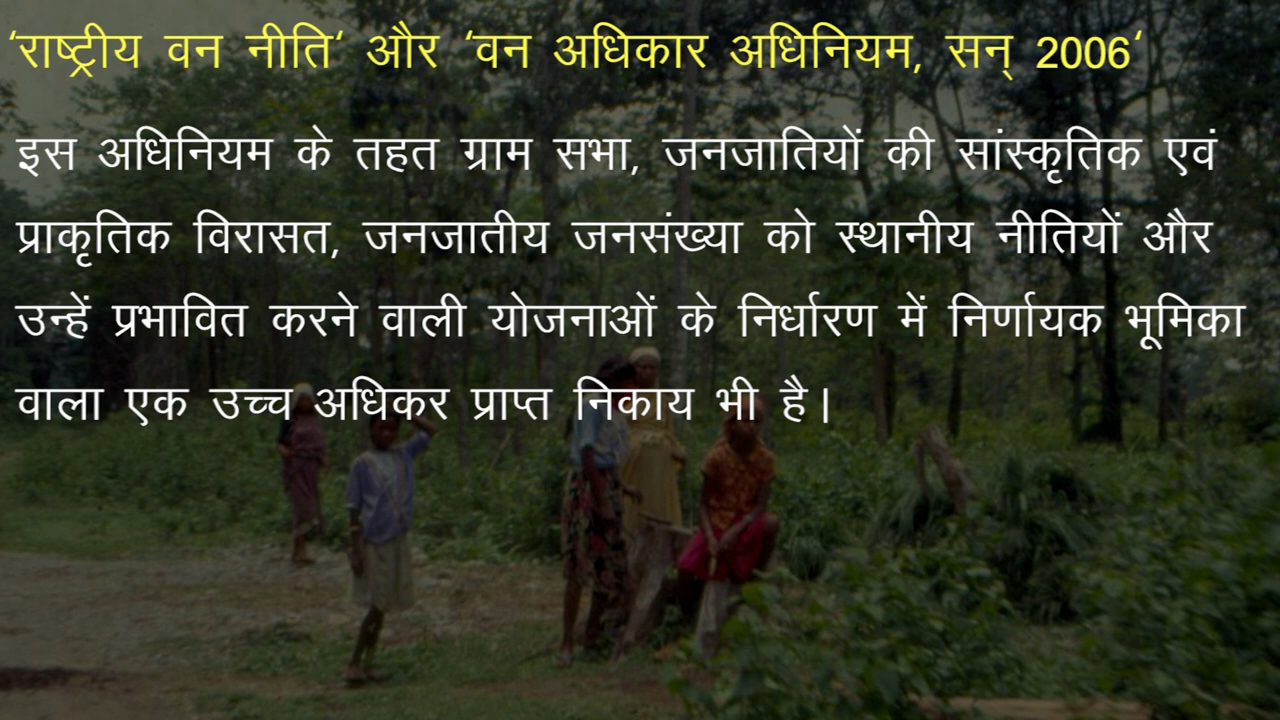 ‘राष्ट्रीय वन नीति‘ और ‘वन अधिकार अधिनियम, सन् 2006‘
इस अधिनियम के तहत ग्राम सभा, जनजातियों की सांस्कृतिक एवं
प्राकृतिक विरासत, जनजातीय जनसंख्या को स्थानीय नीतियों और
उन्हें प्रभावित करने वाली योजनाओं के निर्धारण में निर्णायक भूमिका
वाला एक उच्च अधिकर प्राप्त निकाय भी है।